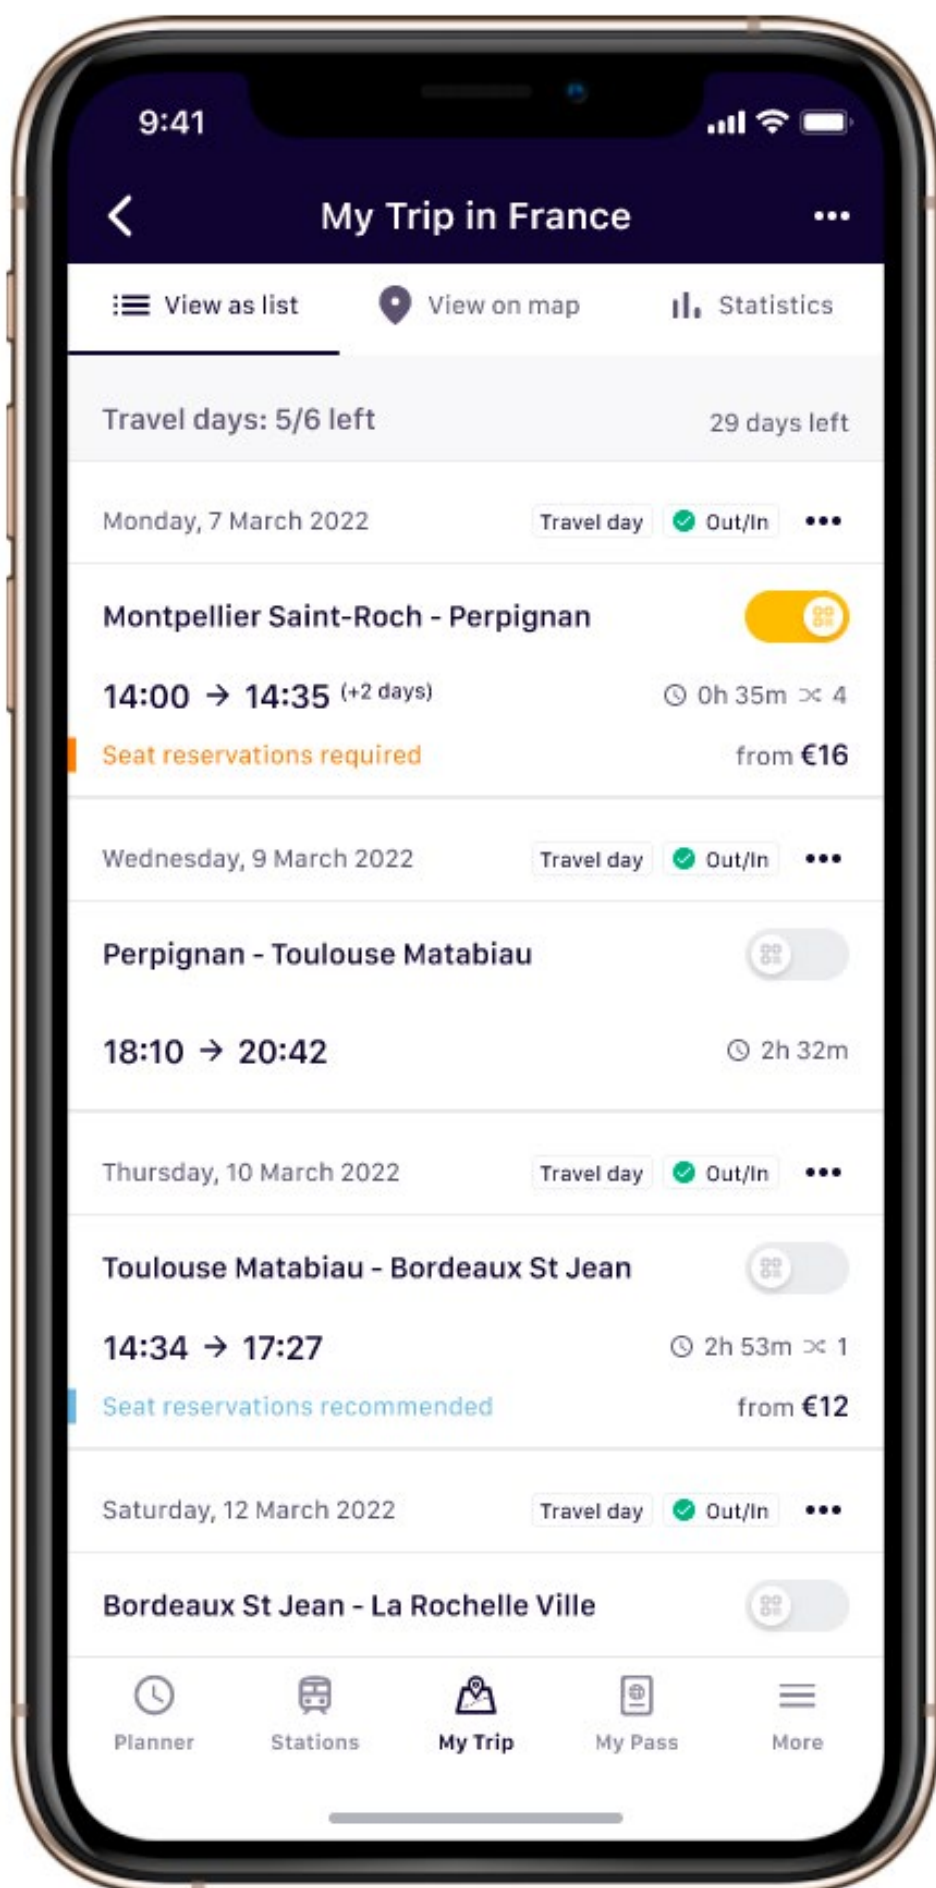 9:41
My Trip in France
View as list View on map Statistics
Travel days: 5/6 left 29 days left
Monday, 7 March 2022 Travel day Out/In
Montpellier Saint-Roch - Perpignan
14:00 → 14:35 (+2 days) 0h 35m 4
Seat reservations required from €16
Wednesday, 9 March 2022 Travel day Out/In
Perpignan - Toulouse Matabiau
18:10 → 20:42 2h 32m
Thursday, 10 March 2022 Travel day Out/In
Toulouse Matabiau - Bordeaux St Jean
14:34 → 17:27 2h 53m 1
Seat reservations recommended from €12
Saturday, 12 March 2022 Travel day Out/In
Bordeaux St Jean - La Rochelle Ville
Planner Stations My Trip My Pass More